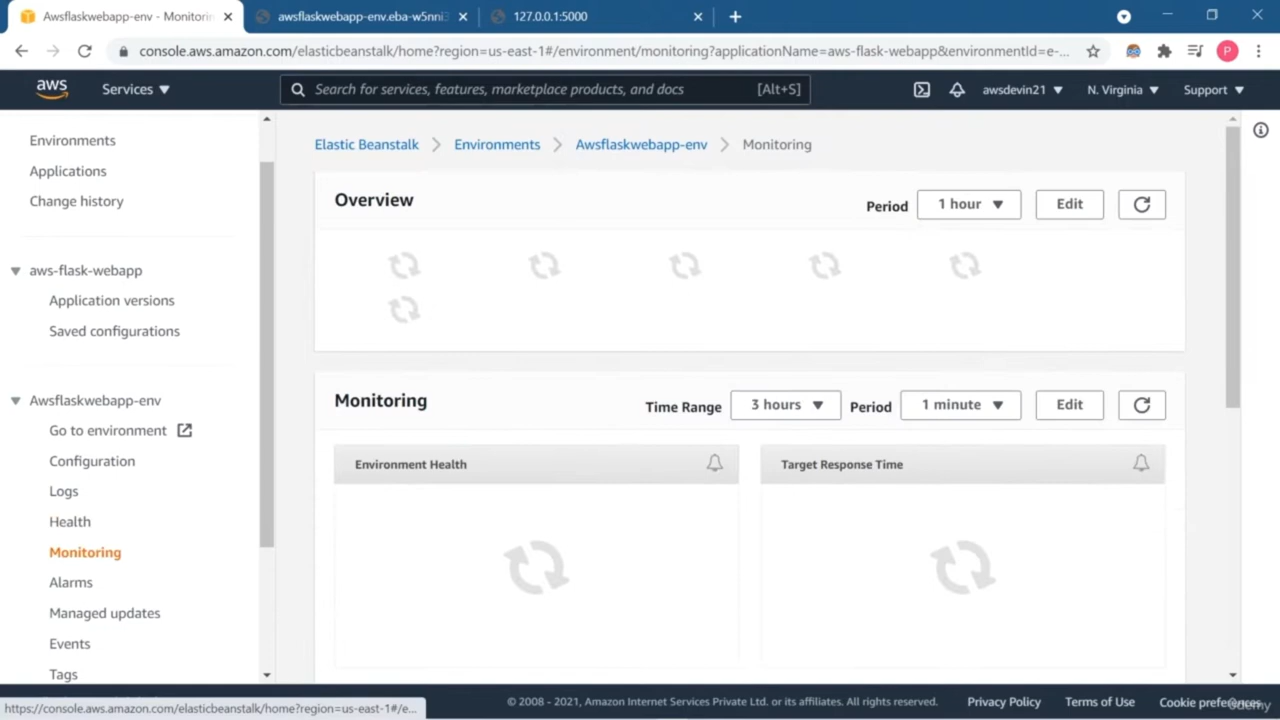 Awsflaskwebapp-env - Monitorin
awsflaskwebapp-env.eba-w5nni
127.0.0.1:5000
console.aws.amazon.com/elasticbeanstalk/home?region=us-east-1#/environment/monitoring?applicationName=aws-flask-webapp&environmentId=e-...
P
aws
Services
Search for services, features, marketplace products, and docs
[Alt+S]
awsdevin21
N. Virginia
Support
Environments
Applications
Change history
aws-flask-webapp
Application versions
Saved configurations
Awsflaskwebapp-env
Go to environment
Configuration
Logs
Health
Monitoring
Alarms
Managed updates
Events
Tags
Elastic Beanstalk
Environments
Awsflaskwebapp-env
Monitoring
Overview
Period
1 hour
Edit
Monitoring
Time Range
3 hours
Period
1 minute
Edit
Environment Health
Target Response Time
https://console.aws.amazon.com/elasticbeanstalk/home?region=us-east-1#/e...
© 2008 - 2021, Amazon Internet Services Private Ltd. or its affiliates. All rights reserved.
Privacy Policy
Terms of Use
Cookie preferences
Udemy